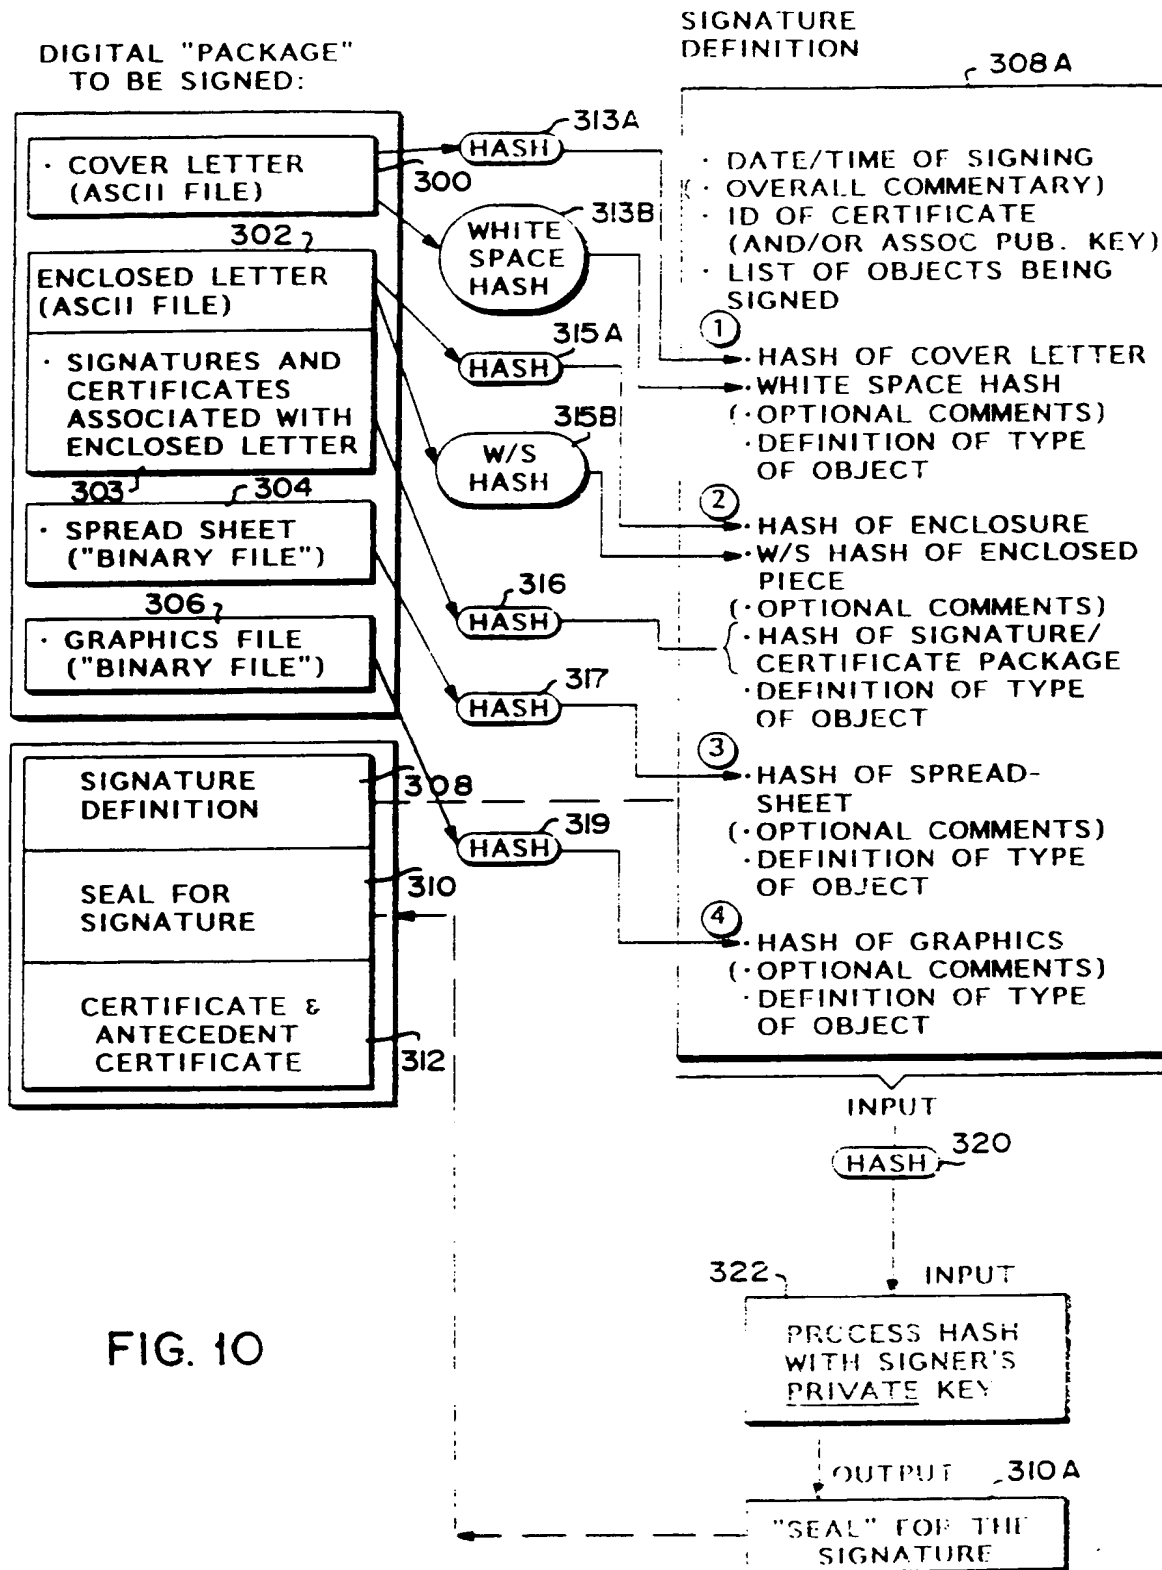 DIGITAL "PACKAGE"
TO BE SIGNED:
· COVER LETTER
(ASCII FILE)
300
302
ENCLOSED LETTER
(ASCII FILE)
· SIGNATURES AND
CERTIFICATES
ASSOCIATED WITH
ENCLOSED LETTER
303
304
· SPREAD SHEET
("BINARY FILE")
306
· GRAPHICS FILE
("BINARY FILE")
SIGNATURE
DEFINITION
308
SEAL FOR
SIGNATURE
310
CERTIFICATE &
ANTECEDENT
CERTIFICATE
312
313A
HASH
313B
WHITE
SPACE
HASH
315A
HASH
315B
W/S
HASH
316
HASH
317
HASH
319
HASH
SIGNATURE
DEFINITION
308A
· DATE/TIME OF SIGNING
(· OVERALL COMMENTARY)
· ID OF CERTIFICATE
(AND/OR ASSOC PUB. KEY)
· LIST OF OBJECTS BEING
SIGNED
1
· HASH OF COVER LETTER
· WHITE SPACE HASH
(· OPTIONAL COMMENTS)
· DEFINITION OF TYPE
OF OBJECT
2
· HASH OF ENCLOSURE
· W/S HASH OF ENCLOSED
PIECE
(· OPTIONAL COMMENTS)
· HASH OF SIGNATURE/
CERTIFICATE PACKAGE
· DEFINITION OF TYPE
OF OBJECT
3
· HASH OF SPREAD-
SHEET
(· OPTIONAL COMMENTS)
· DEFINITION OF TYPE
OF OBJECT
4
· HASH OF GRAPHICS
(· OPTIONAL COMMENTS)
· DEFINITION OF TYPE
OF OBJECT
INPUT
HASH
320
322
INPUT
PROCESS HASH
WITH SIGNER'S
PRIVATE KEY
OUTPUT
310A
"SEAL" FOR THE
SIGNATURE
FIG. 10